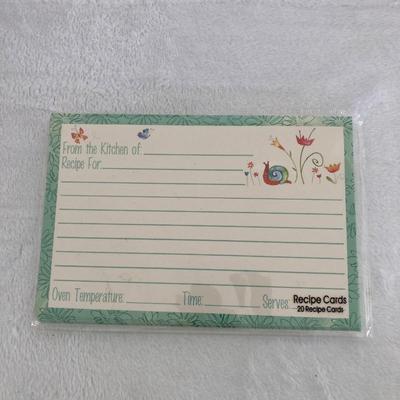 From the Kitchen of:
Recipe For:
Oven Temperature: Time: Serves:
Recipe Cards
20 Recipe Cards